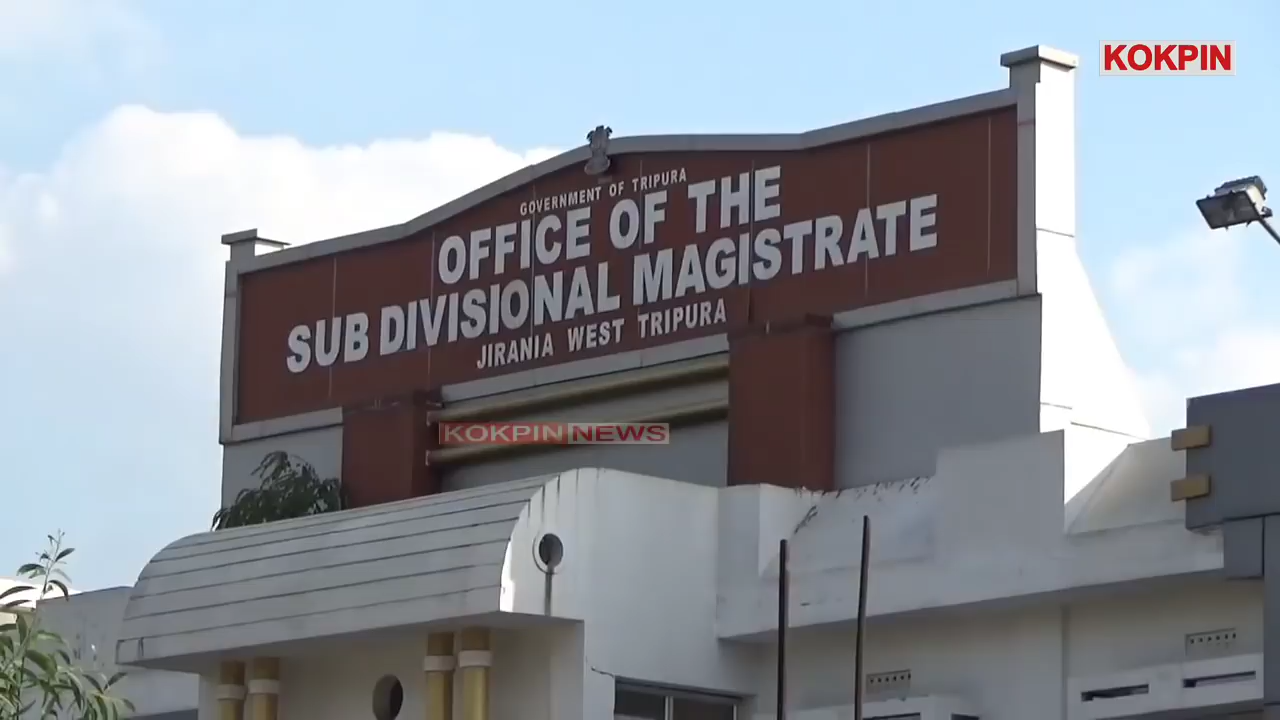 KOKPIN
GOVERNMENT OF TRIPURA
OFFICE OF THE
SUB DIVISIONAL MAGISTRATE
JIRANIA WEST TRIPURA
KOKPIN NEWS